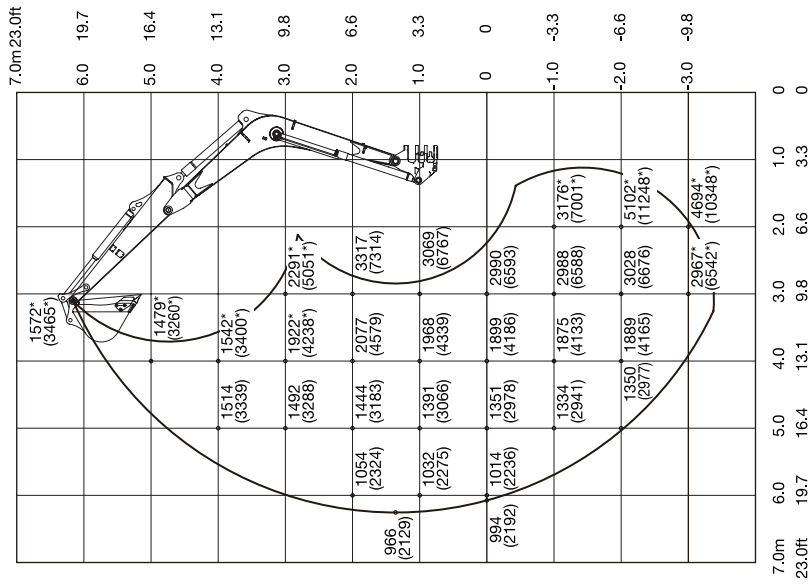 7.0m 23.0ft
1572*
(3465*)
6.0 19.7
1479*
(3260*)
5.0 16.4
1514 1542*
(3339) (3400*)
4.0 13.1
1492 1922* 2291*
(3288) (4238*) (5051*)
3.0 9.8
1054 1444 2077 3317
(2324) (3183) (4579) (7314)
2.0 6.6
966
(2129)
1032 1391 1968 3069
(2275) (3066) (4339) (6767)
1.0 3.3
994 1014 1351 1899 2990
(2192) (2236) (2978) (4186) (6593)
0 0
1334 1875 2988 3176*
(2941) (4133) (6588) (7001*)
-1.0 -3.3
1350 1889 3028 5102*
(2977) (4165) (6676) (11248*)
-2.0 -6.6
2967* 4694*
(6542*) (10348*)
-3.0 -9.8
7.0m 6.0 5.0 4.0 3.0 2.0 1.0 0
23.0ft 19.7 16.4 13.1 9.8 6.6 3.3 0